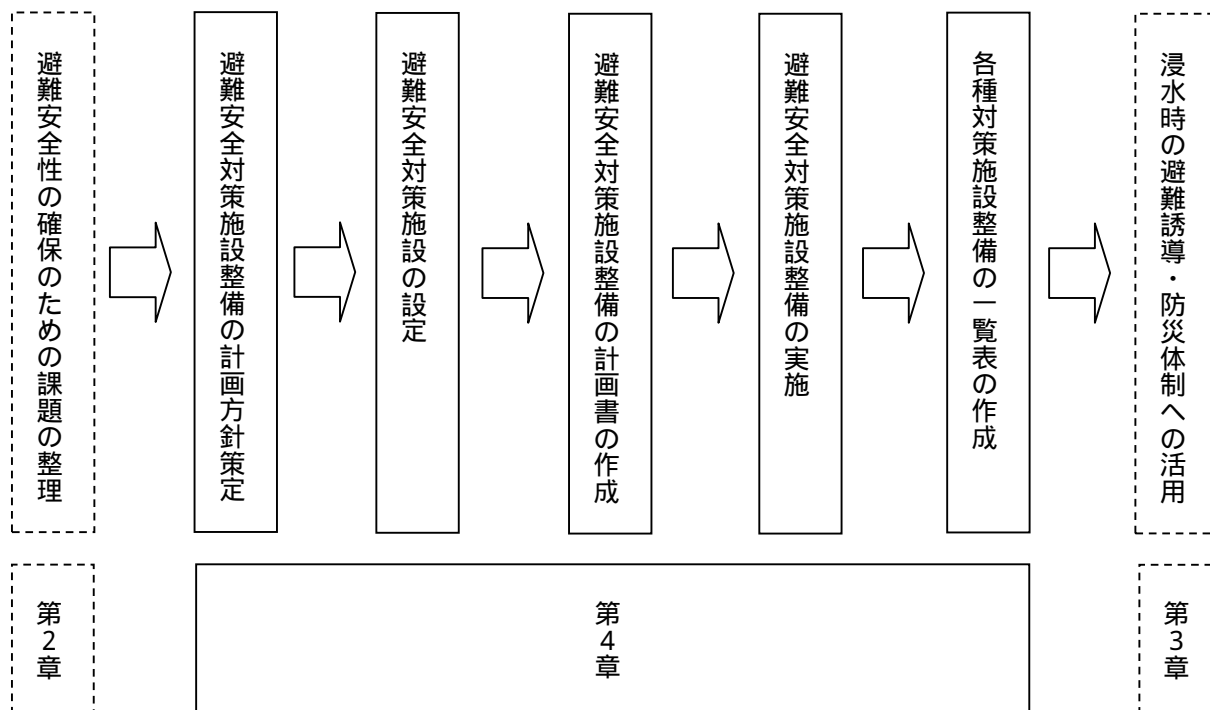 避難安全性の確保のための課題の整理
避難安全対策施設整備の計画方針策定
避難安全対策施設の設定
避難安全対策施設整備の計画書の作成
避難安全対策施設整備の実施
各種対策施設整備の一覧表の作成
浸水時の避難誘導・防災体制への活用
第2章
第4章
第3章